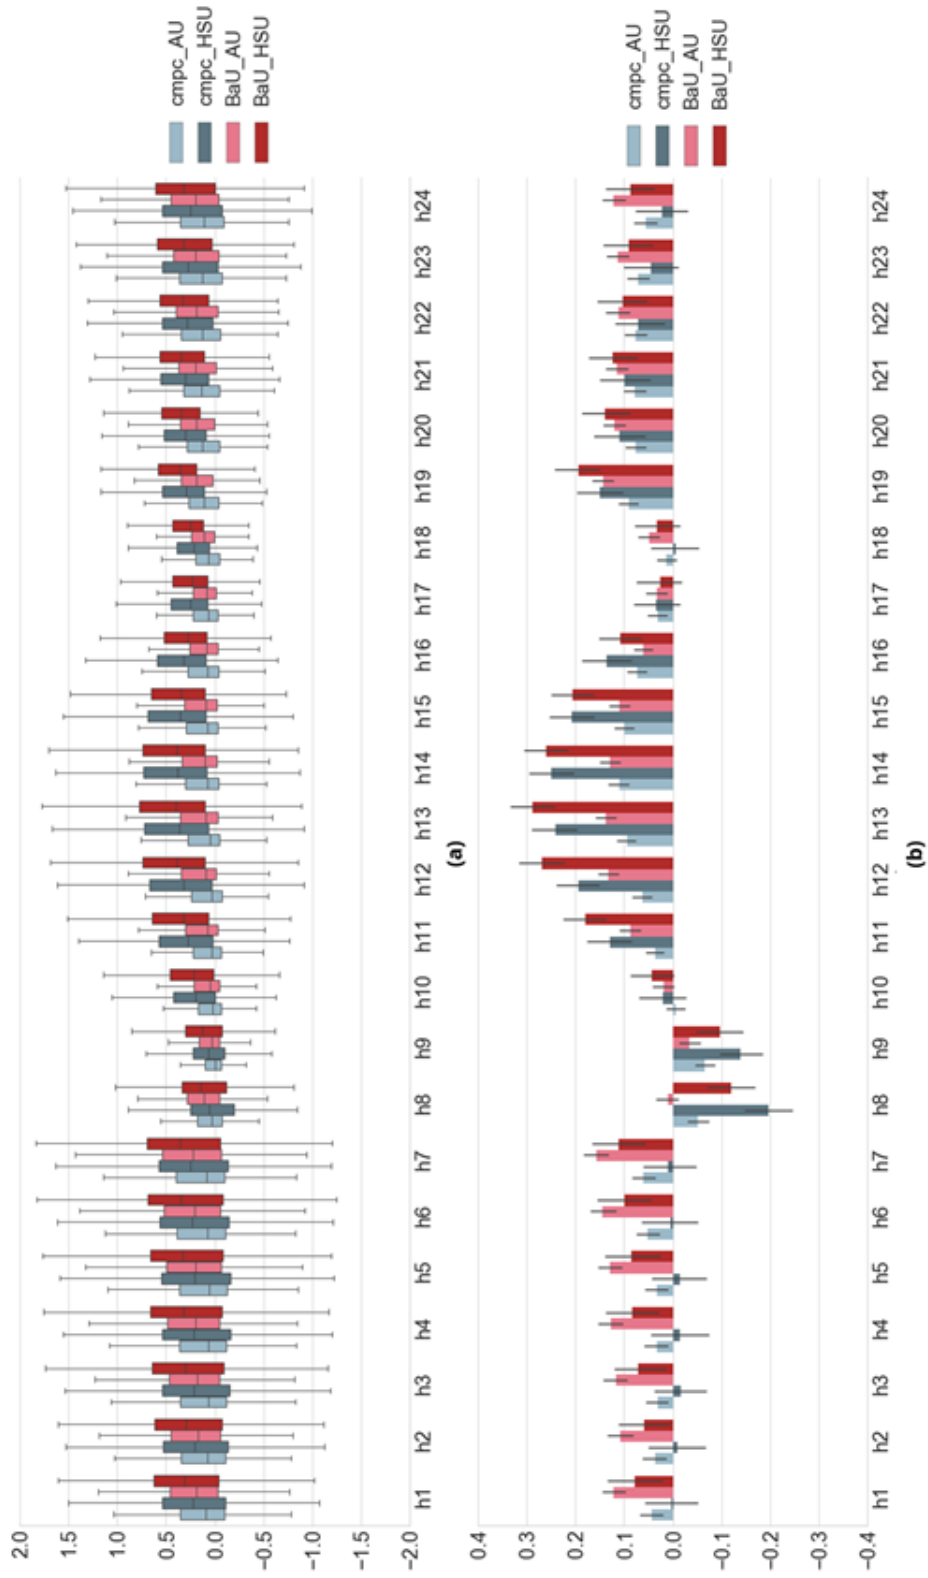 2.0
1.5
1.0
0.5
0.0
−0.5
−1.0
−1.5
−2.0
h1 h2 h3 h4 h5 h6 h7 h8 h9 h10 h11 h12 h13 h14 h15 h16 h17 h18 h19 h20 h21 h22 h23 h24
cmpc_AU
cmpc_HSU
BaU_AU
BaU_HSU
(a)
0.4
0.3
0.2
0.1
0.0
−0.1
−0.2
−0.3
−0.4
h1 h2 h3 h4 h5 h6 h7 h8 h9 h10 h11 h12 h13 h14 h15 h16 h17 h18 h19 h20 h21 h22 h23 h24
cmpc_AU
cmpc_HSU
BaU_AU
BaU_HSU
(b)